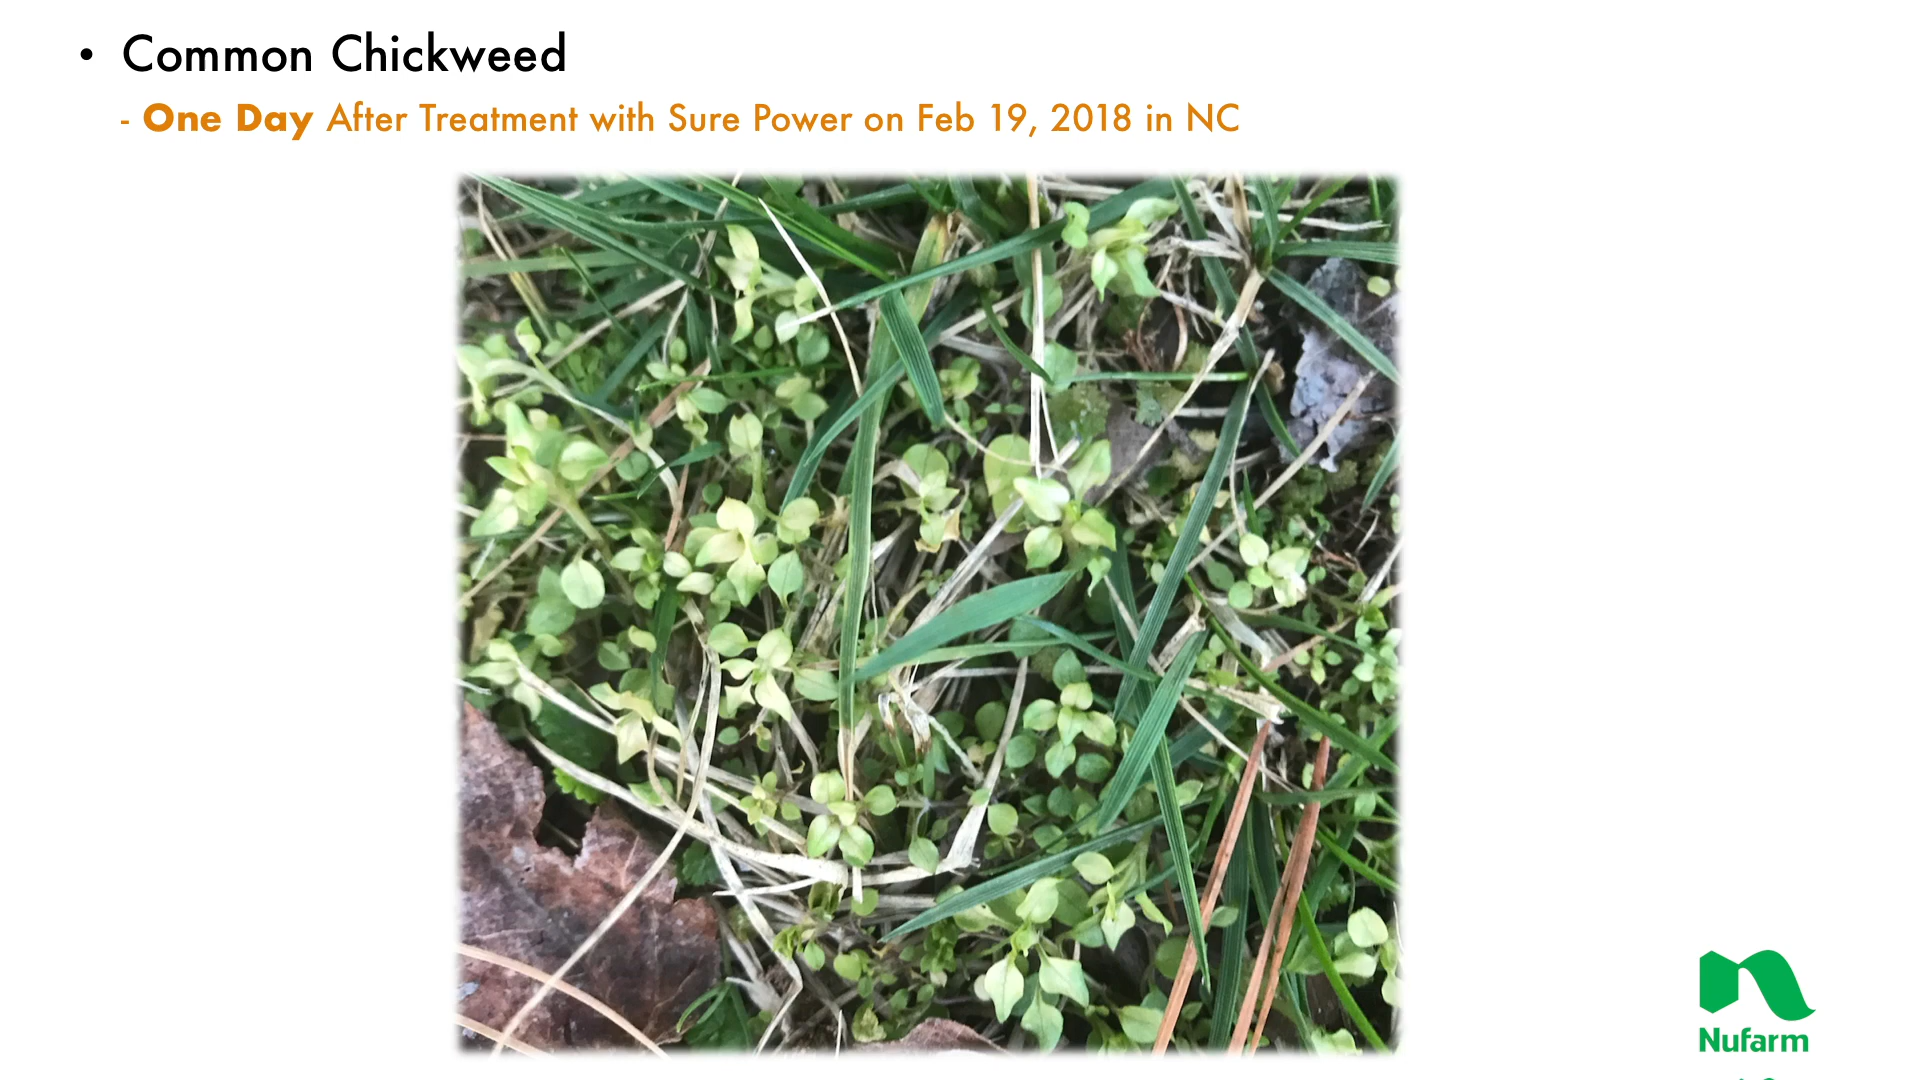 • Common Chickweed
- One Day After Treatment with Sure Power on Feb 19, 2018 in NC
Nufarm